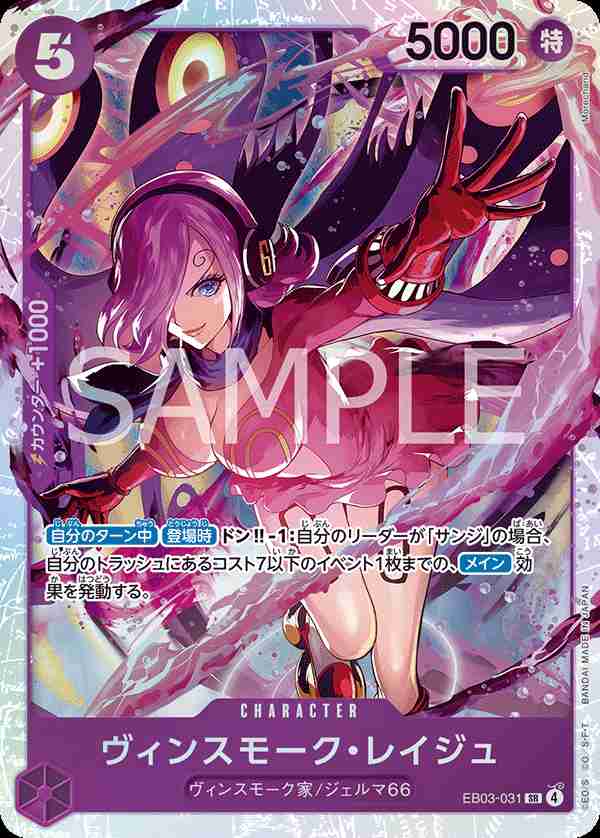 5
5000
特
Morechand
カウンター+1000
SAMPLE
自分のターン中 登場時 ドン!!-1:自分のリーダーが「サンジ」の場合、
自分のトラッシュにあるコスト7以下のイベント1枚までの、メイン 効
果を発動する。
BANDAI MADE IN JAPAN
©E.O/S. ©O. S・F・T
CHARACTER
ヴィンスモーク・レイジュ
ヴィンスモーク家/ジェルマ66
EB03-031 SR 4